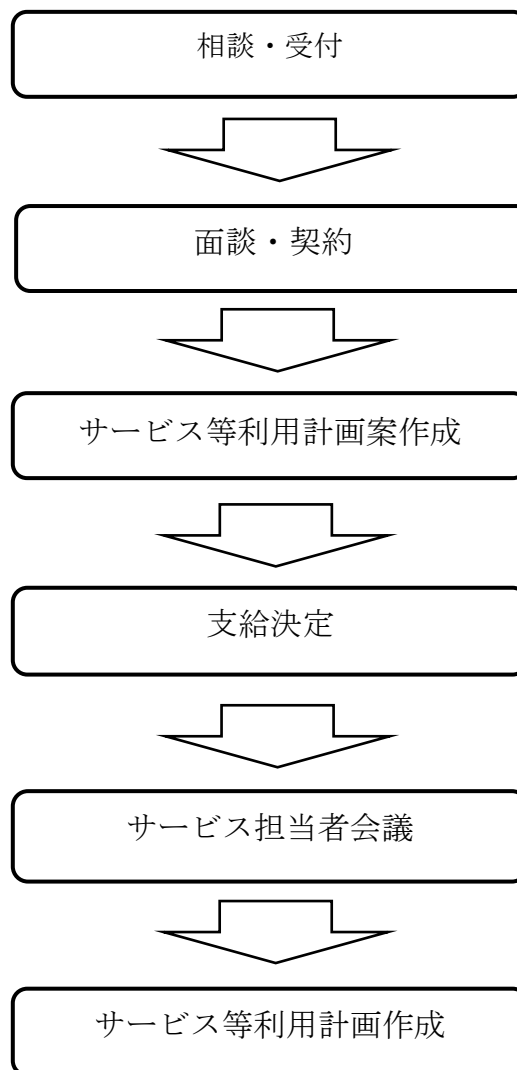 相談・受付
面談・契約
サービス等利用計画案作成
支給決定
サービス担当者会議
サービス等利用計画作成